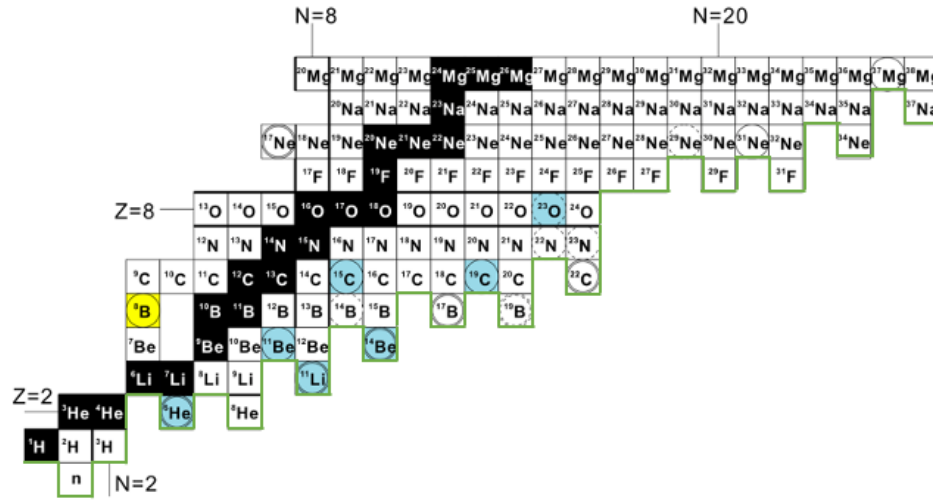 N=8 N=20
²⁰Mg ²¹Mg ²²Mg ²³Mg ²⁴Mg ²⁵Mg ²⁶Mg ²⁷Mg ²⁸Mg ²⁹Mg ³⁰Mg ³¹Mg ³²Mg ³³Mg ³⁴Mg ³⁵Mg ³⁶Mg ³⁷Mg ³⁸Mg
²⁰Na ²¹Na ²²Na ²³Na ²⁴Na ²⁵Na ²⁶Na ²⁷Na ²⁸Na ²⁹Na ³⁰Na ³¹Na ³²Na ³³Na ³⁴Na ³⁵Na ³⁷Na
¹⁷Ne ¹⁸Ne ¹⁹Ne ²⁰Ne ²¹Ne ²²Ne ²³Ne ²⁴Ne ²⁵Ne ²⁶Ne ²⁷Ne ²⁸Ne ²⁹Ne ³⁰Ne ³¹Ne ³²Ne ³⁴Ne
¹⁷F ¹⁸F ¹⁹F ²⁰F ²¹F ²²F ²³F ²⁴F ²⁵F ²⁶F ²⁷F ²⁹F ³¹F
Z=8 ¹³O ¹⁴O ¹⁵O ¹⁶O ¹⁷O ¹⁸O ¹⁹O ²⁰O ²¹O ²²O ²³O ²⁴O
¹²N ¹³N ¹⁴N ¹⁵N ¹⁶N ¹⁷N ¹⁸N ¹⁹N ²⁰N ²¹N ²²N ²³N
⁹C ¹⁰C ¹¹C ¹²C ¹³C ¹⁴C ¹⁵C ¹⁶C ¹⁷C ¹⁸C ¹⁹C ²⁰C ²²C
⁸B ¹⁰B ¹¹B ¹²B ¹³B ¹⁴B ¹⁵B ¹⁷B ¹⁹B
⁷Be ⁹Be ¹⁰Be ¹¹Be ¹²Be ¹⁴Be
⁶Li ⁷Li ⁸Li ⁹Li ¹¹Li
Z=2 ³He ⁴He ⁶He ⁸He
¹H ²H ³H
n N=2